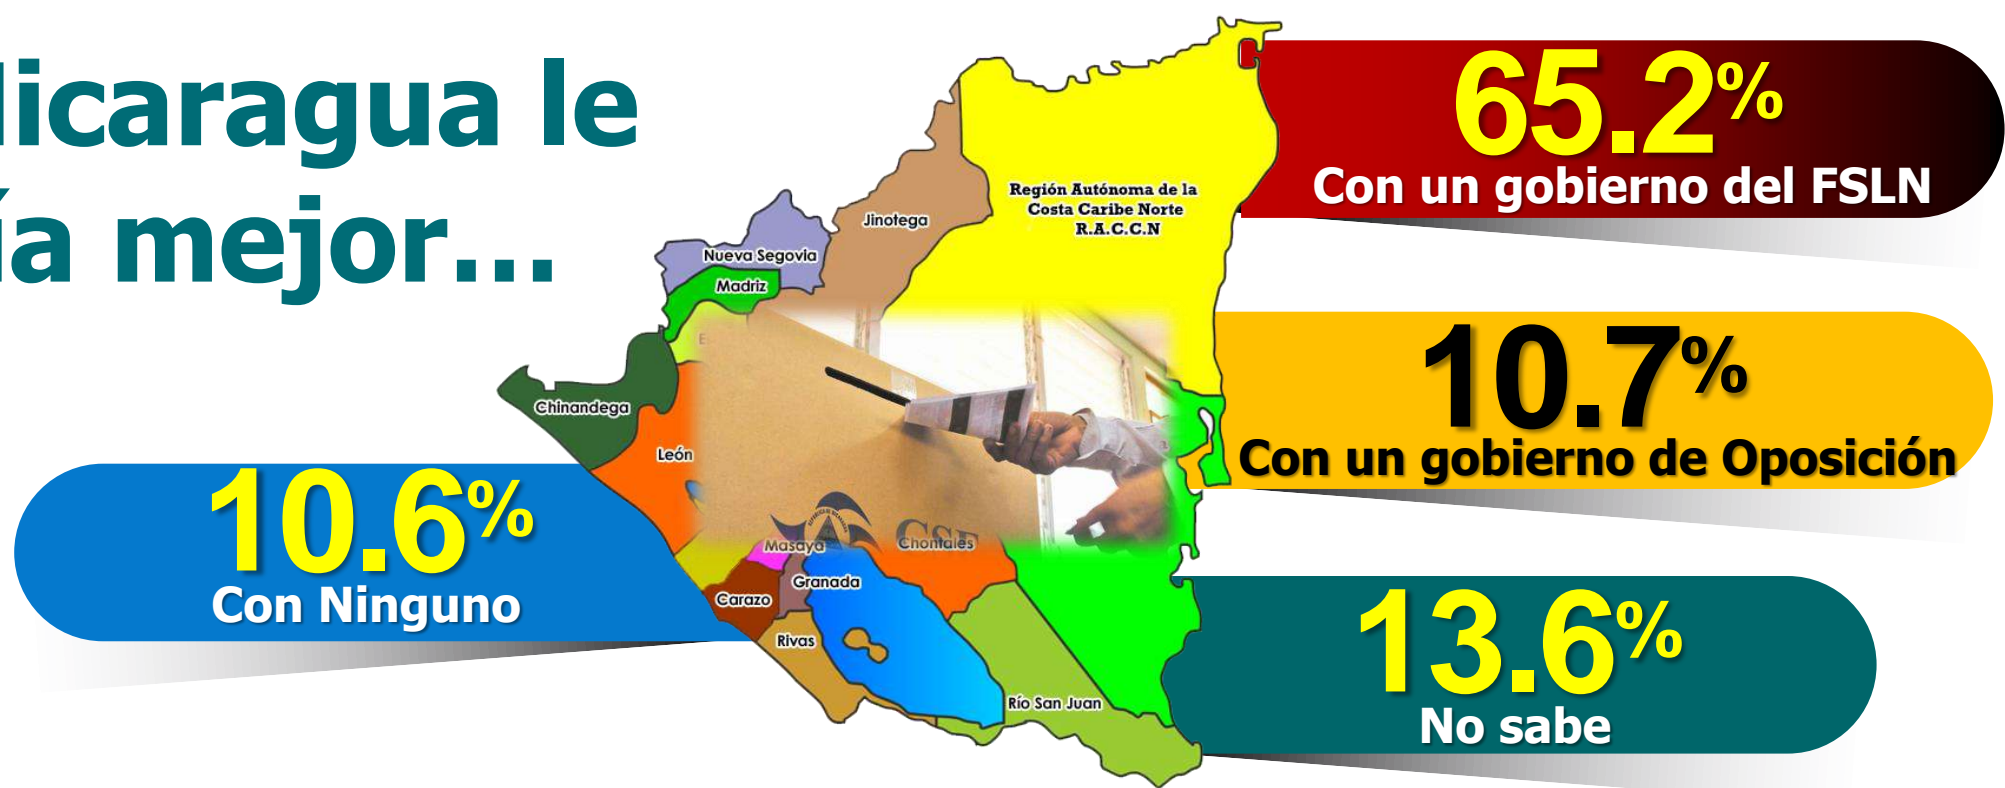 Nicaragua le
ía mejor...
65.2%
Con un gobierno del FSLN
10.7%
Con un gobierno de Oposición
10.6%
Con Ninguno
13.6%
No sabe
Región Autónoma de la
Costa Caribe Norte
R.A.C.C.N
Jinotega
Nueva Segovia
Madriz
Chinandega
León
Masaya
Chontales
CSE
Granada
Carazo
Rivas
Río San Juan